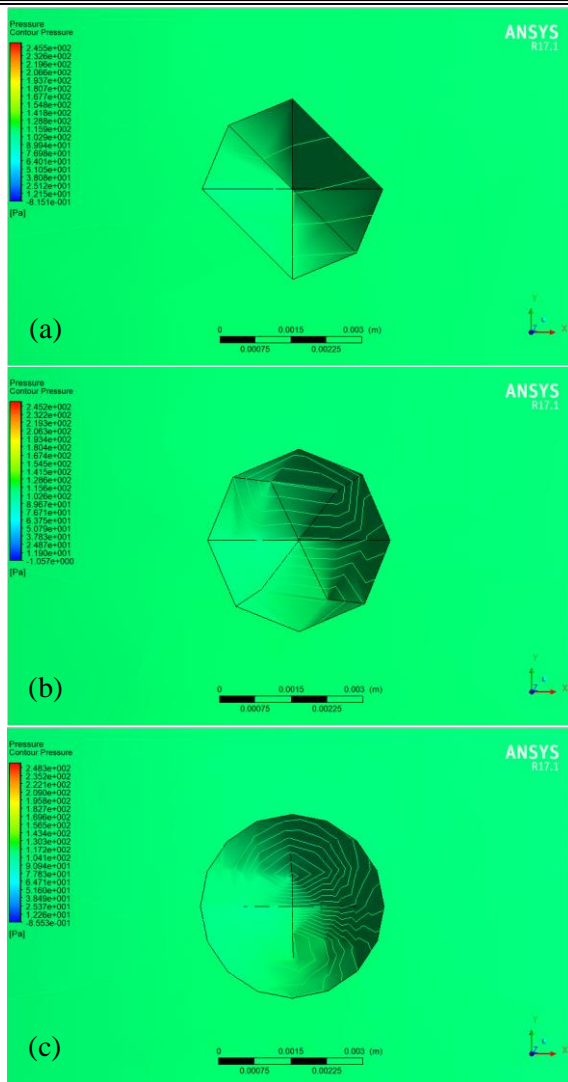 Pressure
Contour Pressure
2.455e+002
2.326e+002
2.196e+002
2.066e+002
1.937e+002
1.807e+002
1.677e+002
1.548e+002
1.418e+002
1.288e+002
1.159e+002
1.029e+002
8.994e+001
7.698e+001
6.401e+001
5.105e+001
3.808e+001
2.512e+001
1.215e+001
-8.151e-001
[Pa]
ANSYS
R17.1
(a)
0 0.0015 0.003 (m)
0.00075 0.00225
Y
Z X
Pressure
Contour Pressure
2.452e+002
2.322e+002
2.193e+002
2.063e+002
1.934e+002
1.804e+002
1.674e+002
1.545e+002
1.415e+002
1.286e+002
1.156e+002
1.026e+002
8.967e+001
7.671e+001
6.375e+001
5.079e+001
3.783e+001
2.487e+001
1.190e+001
-1.057e+000
[Pa]
ANSYS
R17.1
(b)
0 0.0015 0.003 (m)
0.00075 0.00225
Y
Z X
Pressure
Contour Pressure
2.483e+002
2.352e+002
2.221e+002
2.090e+002
1.958e+002
1.827e+002
1.696e+002
1.565e+002
1.434e+002
1.303e+002
1.172e+002
1.041e+002
9.094e+001
7.783e+001
6.471e+001
5.160e+001
3.849e+001
2.537e+001
1.226e+001
-8.553e-001
[Pa]
ANSYS
R17.1
(c)
0 0.0015 0.003 (m)
0.00075 0.00225
Y
Z X